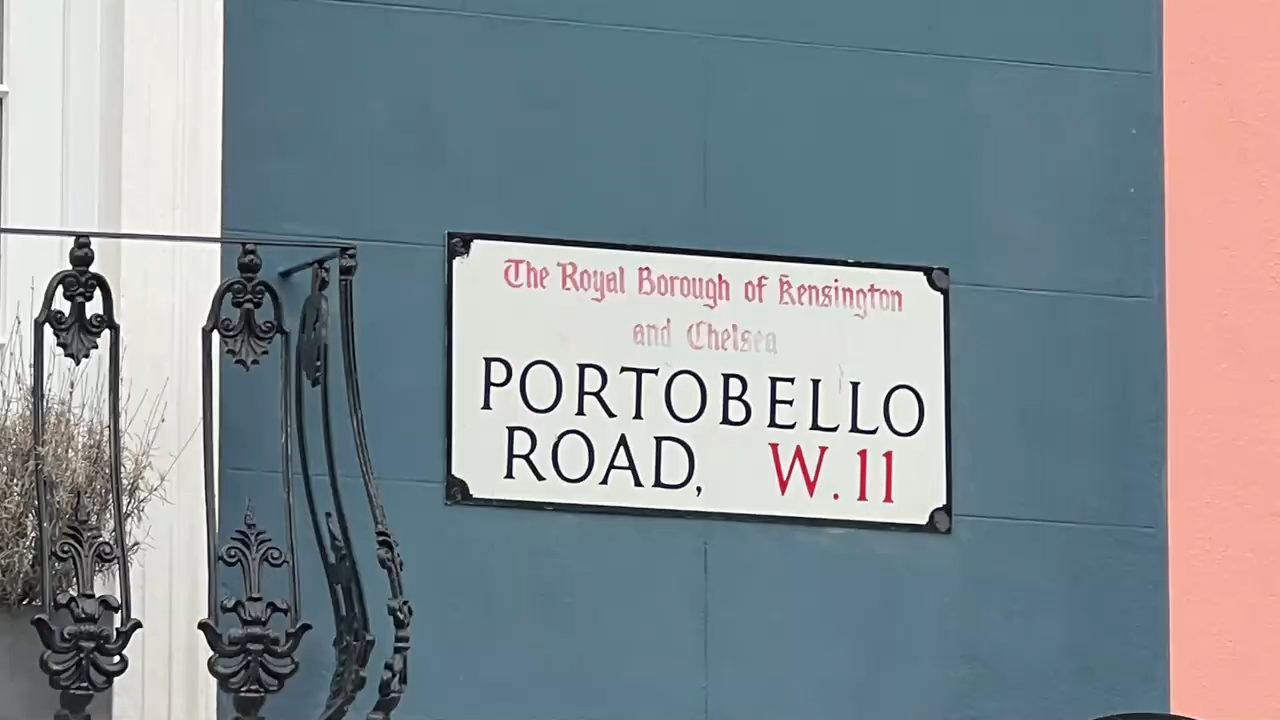 The Royal Borough of Kensington
and Chelsea
PORTOBELLO
ROAD, W.11